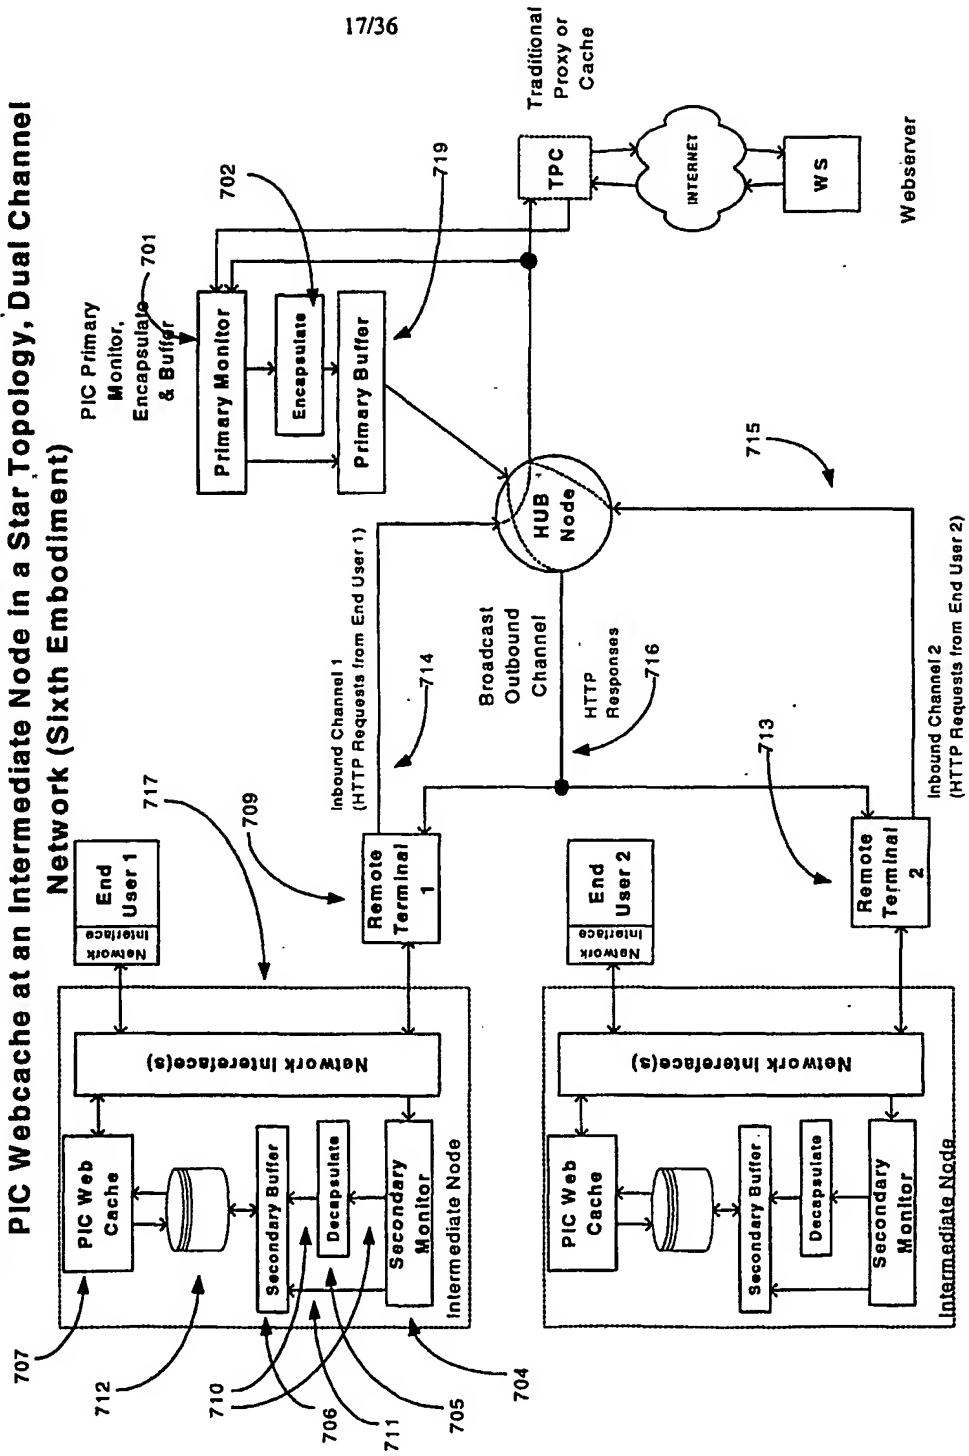 17/36
PIC Webcache at an Intermediate Node in a Star Topology, Dual Channel
Network (Sixth Embodiment)
PIC Primary
Monitor,
Encapsulate
& Buffer
701
702
719
Primary Monitor
Encapsulate
Primary Buffer
Traditional
Proxy or
Cache
TPC
INTERNET
WS
Webserver
HUB
Node
715
Inbound Channel 1
(HTTP Requests from End User 1)
714
Broadcast
Outbound
Channel
HTTP
Responses
716
713
Inbound Channel 2
(HTTP Requests from End User 2)
717
709
End
User 1
Network
Interface
Remote
Terminal
1
End
User 2
Network
Interface
Remote
Terminal
2
Network Intereface(s)
PIC Web
Cache
Secondary Buffer
Decapsulate
Secondary
Monitor
Intermediate Node
Network Intereface(s)
PIC Web
Cache
Secondary Buffer
Decapsulate
Secondary
Monitor
Intermediate Node
707
712
710
706
711
705
704